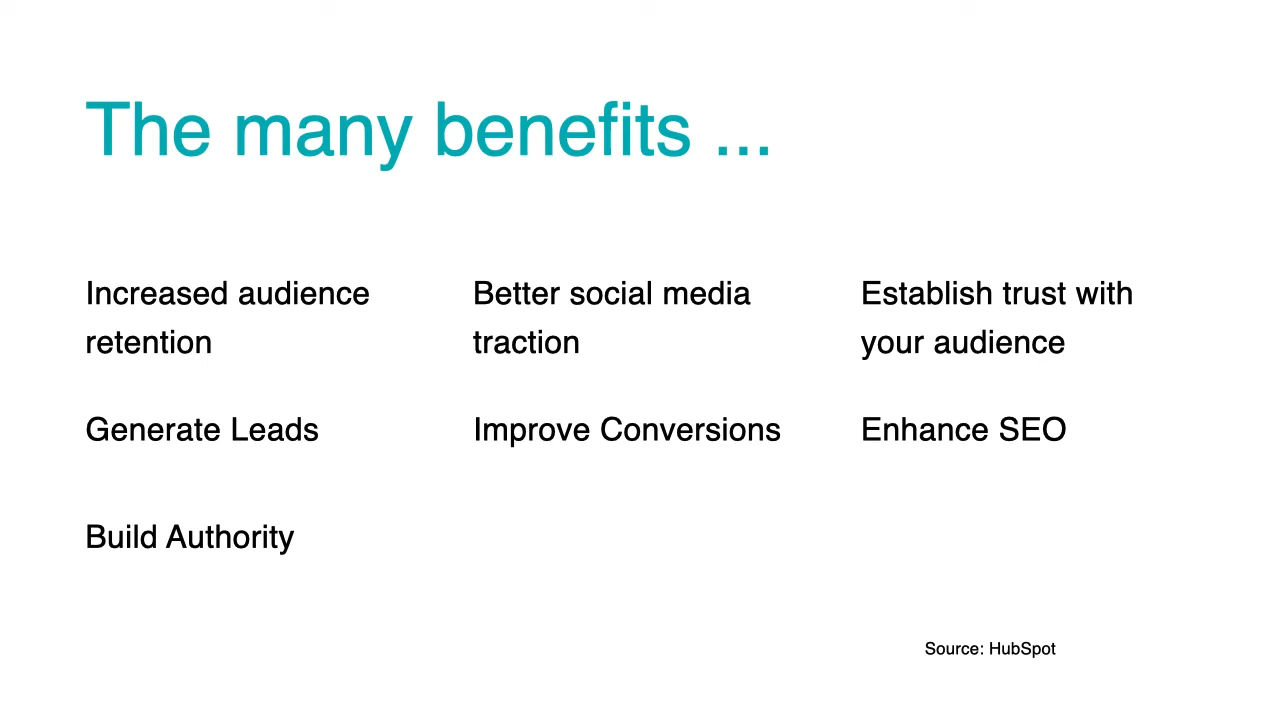 The many benefits ...
Increased audience
retention
Better social media
traction
Establish trust with
your audience
Generate Leads
Improve Conversions
Enhance SEO
Build Authority
Source: HubSpot